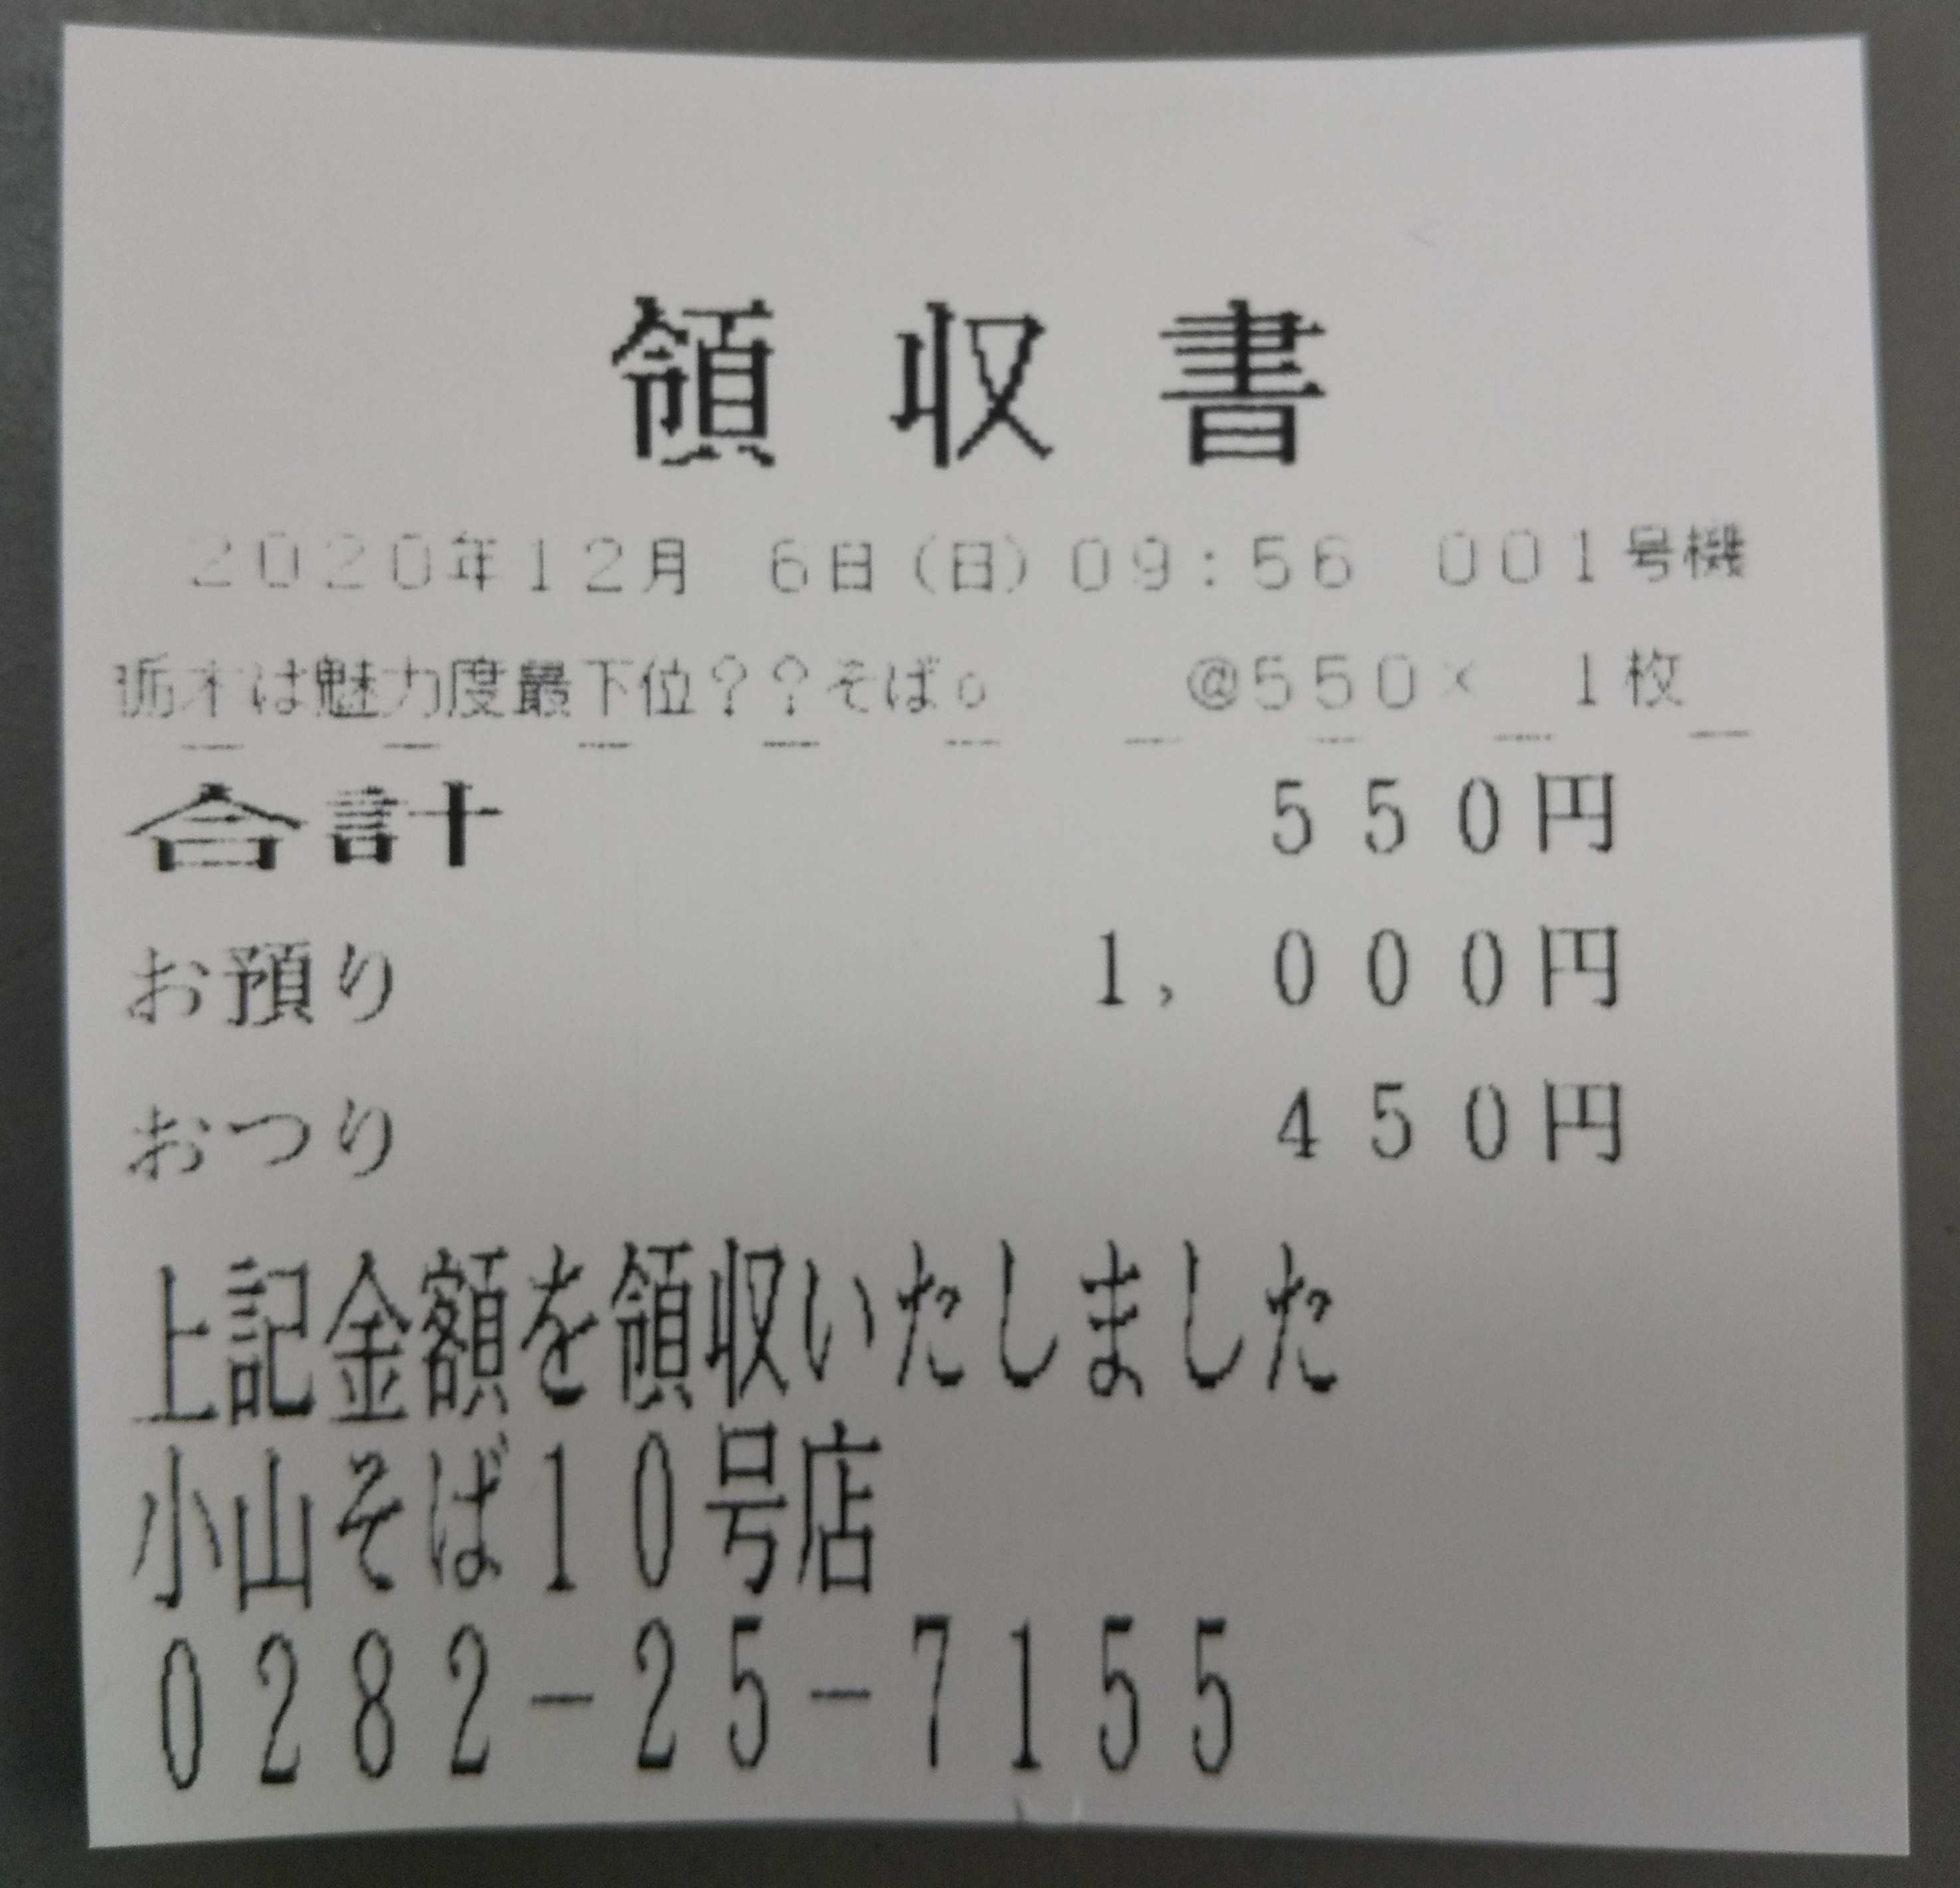 領収書
2020年12月 6日(日)09:56 001号機
栃木は魅力度最下位??そば。 @550× 1枚
合計 550円
お預り 1,000円
おつり 450円
上記金額を領収いたしました
小山そば10号店
0282-25-7155